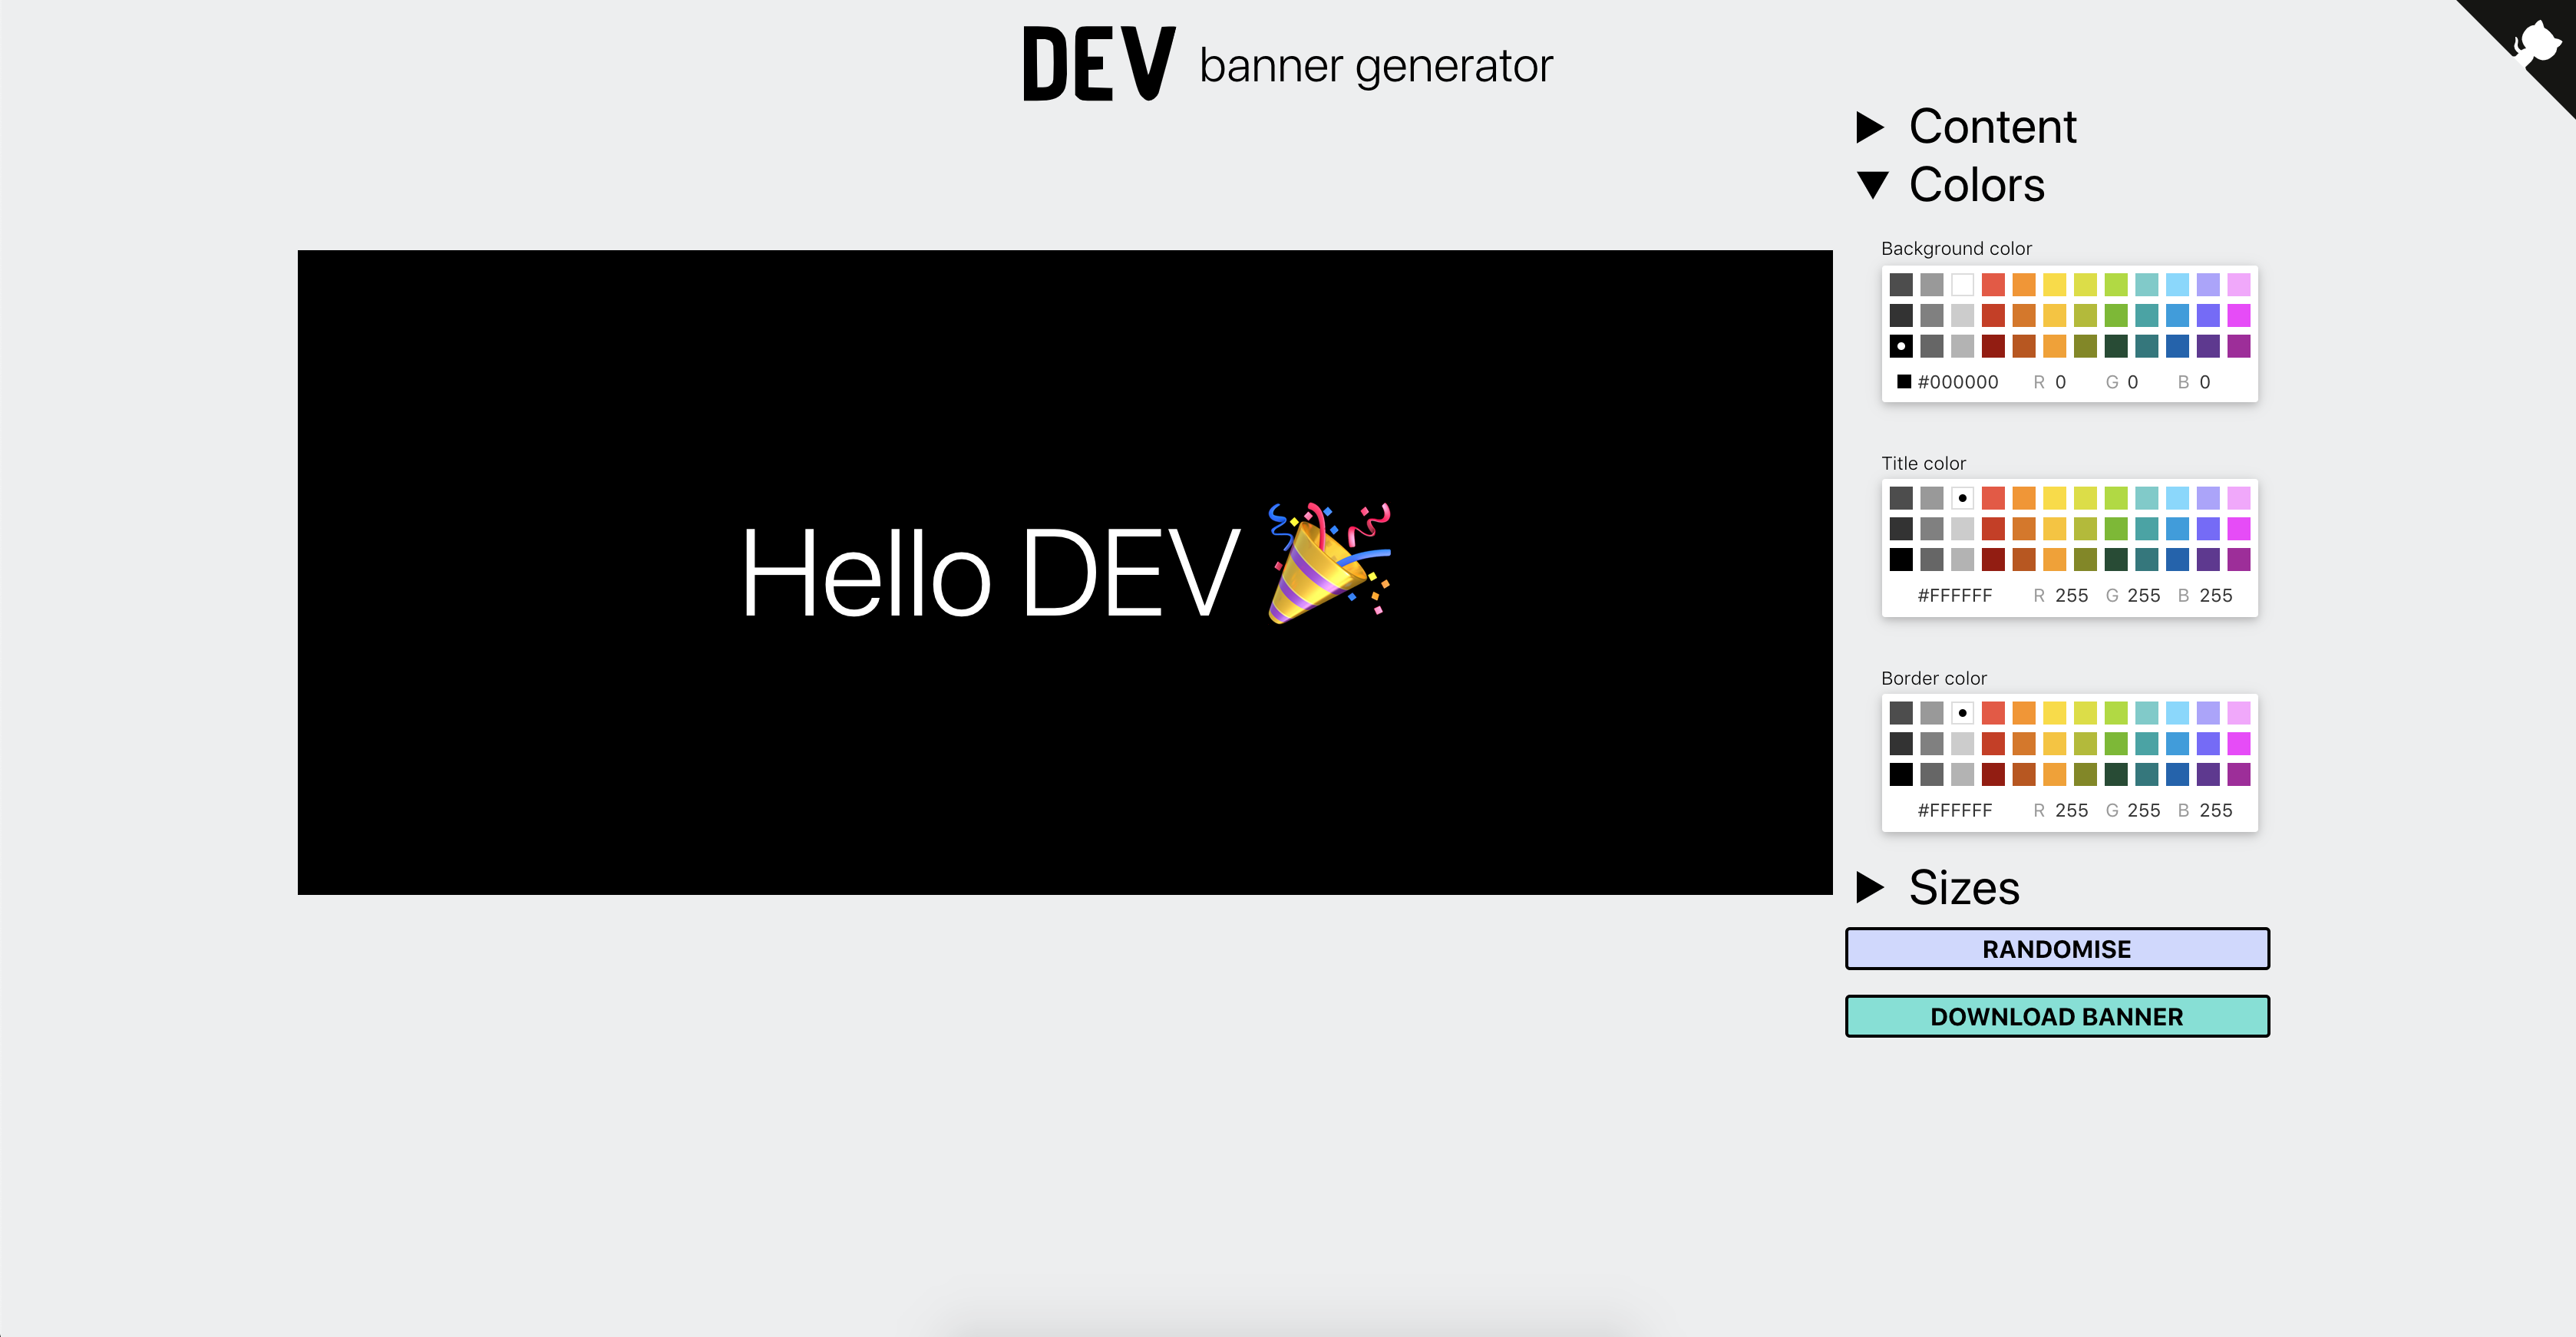 DEV banner generator
Content
Colors
Background color
#000000 R 0 G 0 B 0
Title color
#FFFFFF R 255 G 255 B 255
Border color
#FFFFFF R 255 G 255 B 255
Sizes
RANDOMISE
DOWNLOAD BANNER
Hello DEV 🎉